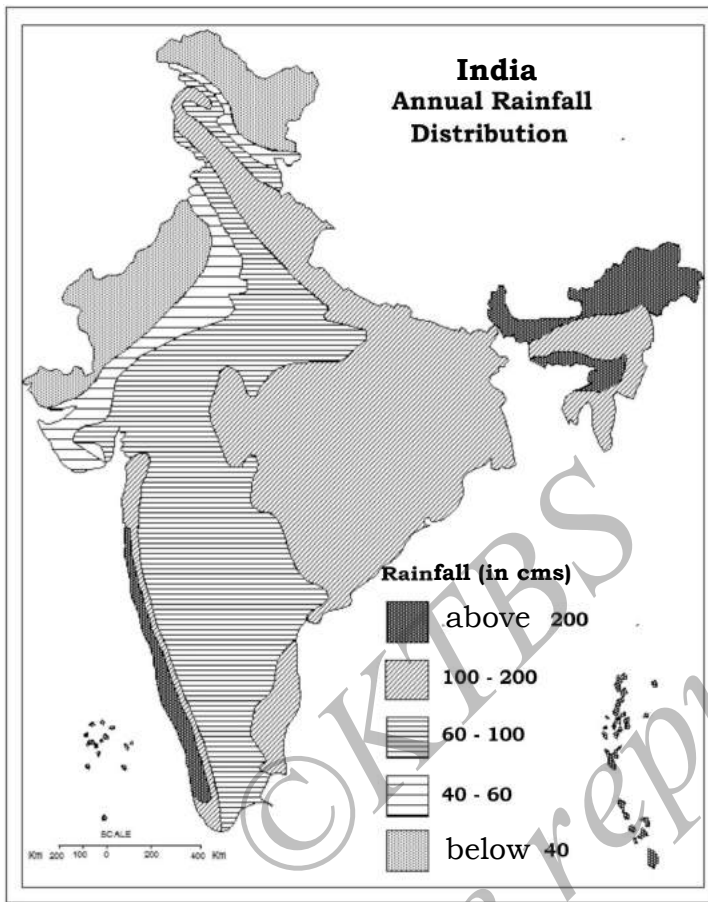 India
Annual Rainfall
Distribution
Rainfall (in cms)
above 200
100 - 200
60 - 100
40 - 60
below 40
SCALE
Km 200 100 0 200 400 Km
©KTBS
repu